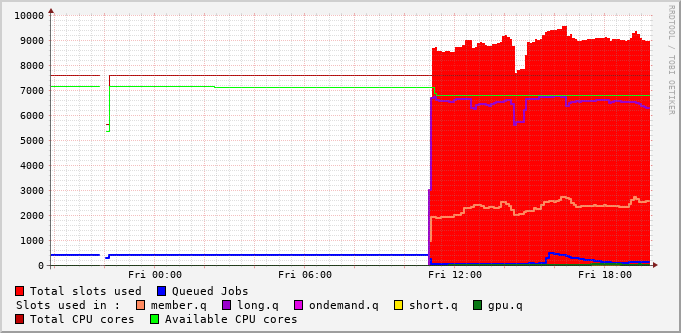 10000
9000
8000
7000
6000
5000
4000
3000
2000
1000
0
Fri 00:00 Fri 06:00 Fri 12:00 Fri 18:00
RRDTOOL / TOBI OETIKER
Total slots used Queued Jobs
Slots used in : member.q long.q ondemand.q short.q gpu.q
Total CPU cores Available CPU cores